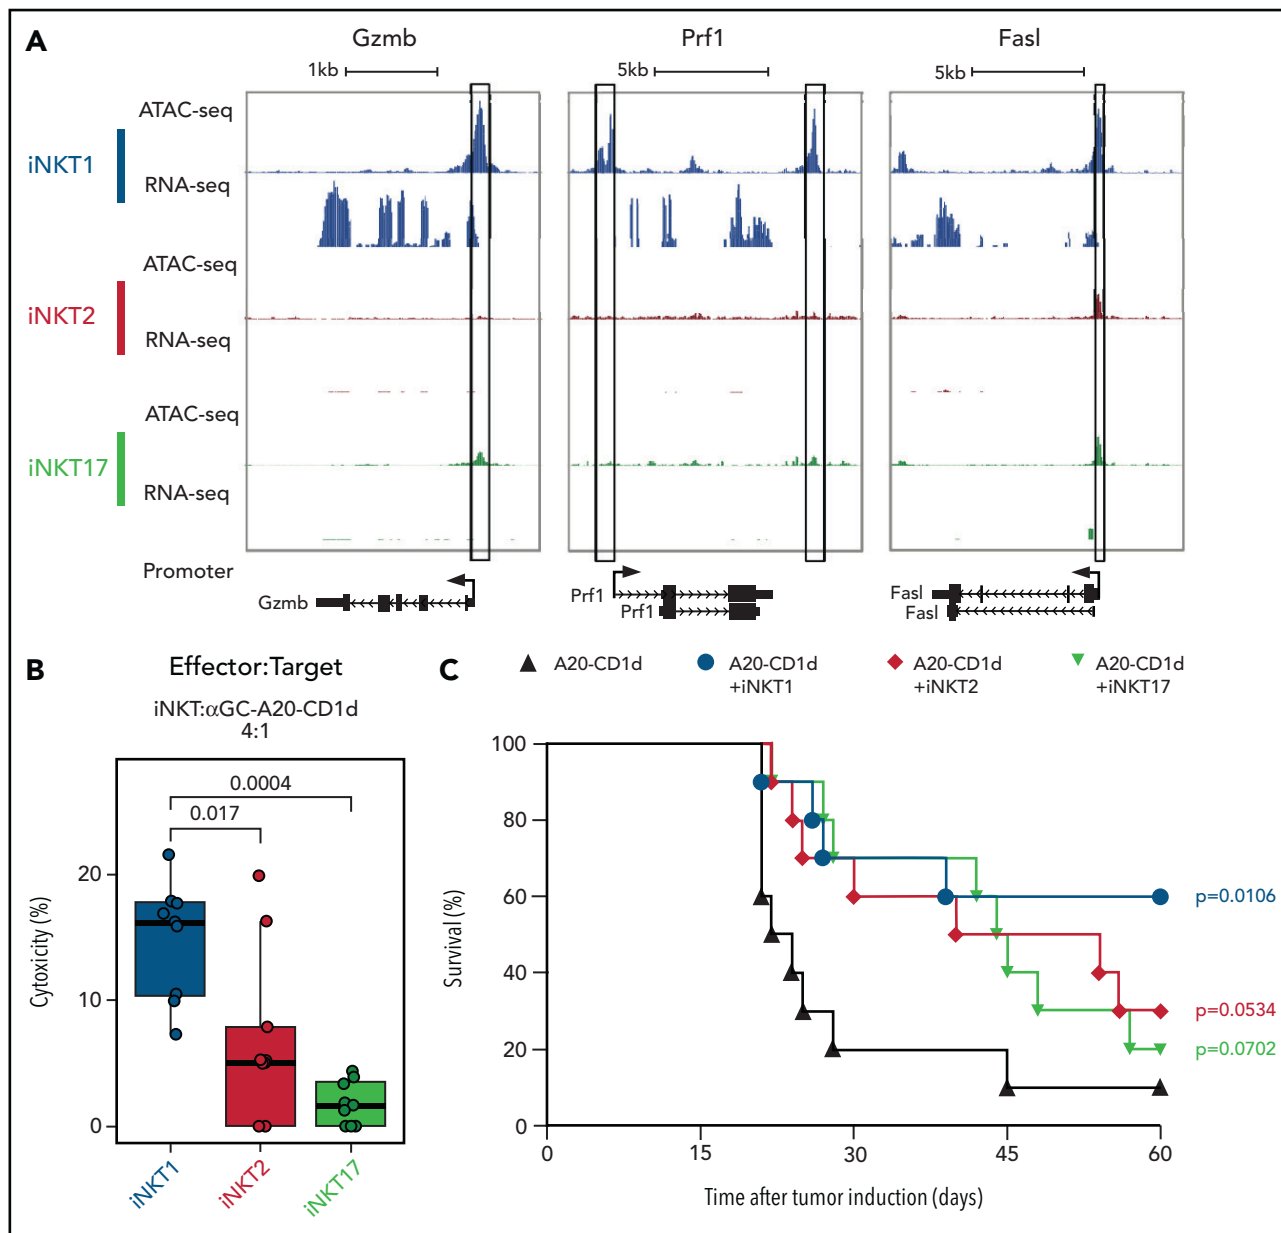 A
Gzmb
Prf1
Fasl
1kb
5kb
5kb
iNKT1
ATAC-seq
RNA-seq
iNKT2
ATAC-seq
RNA-seq
iNKT17
ATAC-seq
RNA-seq
Promoter
Gzmb
Prf1
Prf1
Fasl
Fasl
B
Effector:Target
iNKT:αGC-A20-CD1d
4:1
0.0004
0.017
Cytoxicity (%)
20
10
0
iNKT1
iNKT2
iNKT17
C
A20-CD1d
A20-CD1d
+iNKT1
A20-CD1d
+iNKT2
A20-CD1d
+iNKT17
Survival (%)
100
80
60
40
20
0
0
15
30
45
60
Time after tumor induction (days)
p=0.0106
p=0.0534
p=0.0702